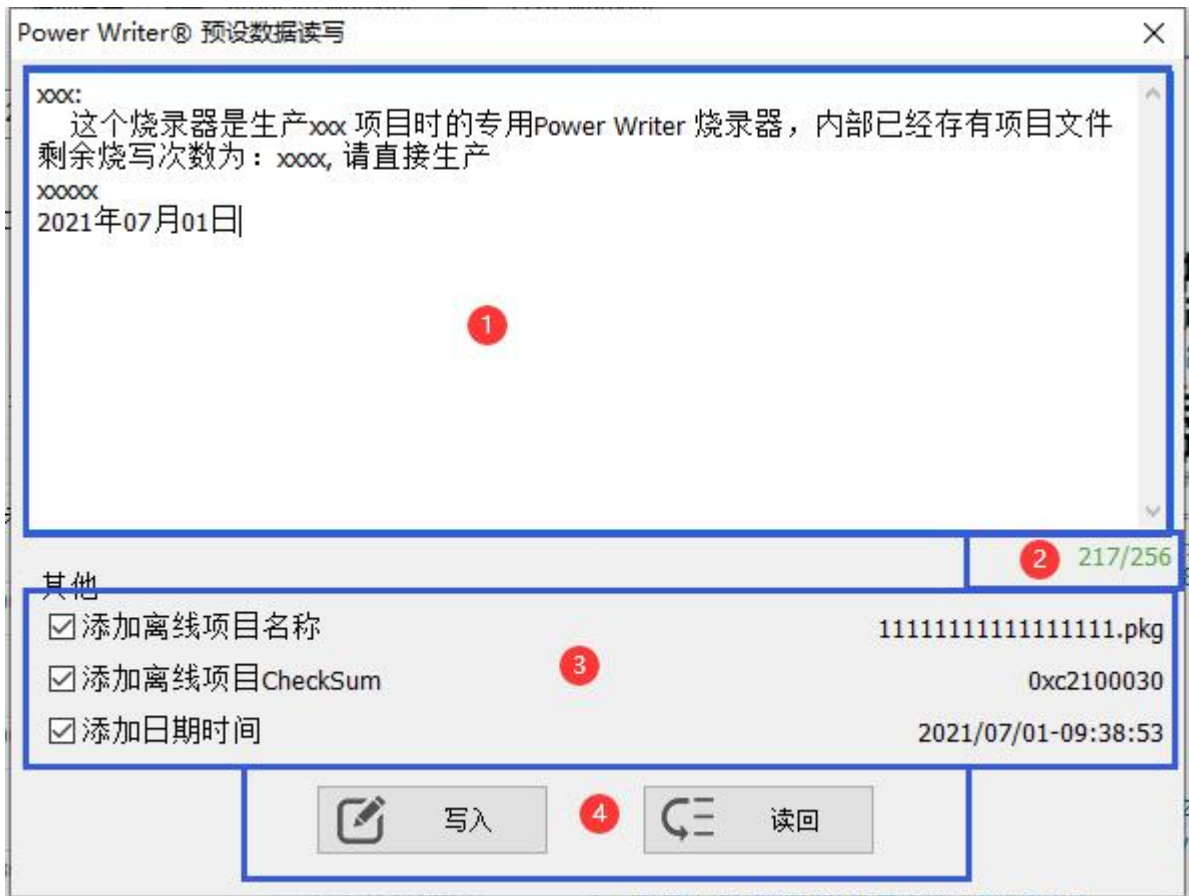 Power Writer® 预设数据读写
xxx:
这个烧录器是生产xxx 项目时的专用Power Writer 烧录器，内部已经存有项目文件
剩余烧写次数为：xxxx, 请直接生产
xxxxx
2021年07月01日
1
2 217/256
其他
添加离线项目名称 11111111111111111.pkg
添加离线项目CheckSum 0xc2100030
3
添加日期时间 2021/07/01-09:38:53
写入 4 读回